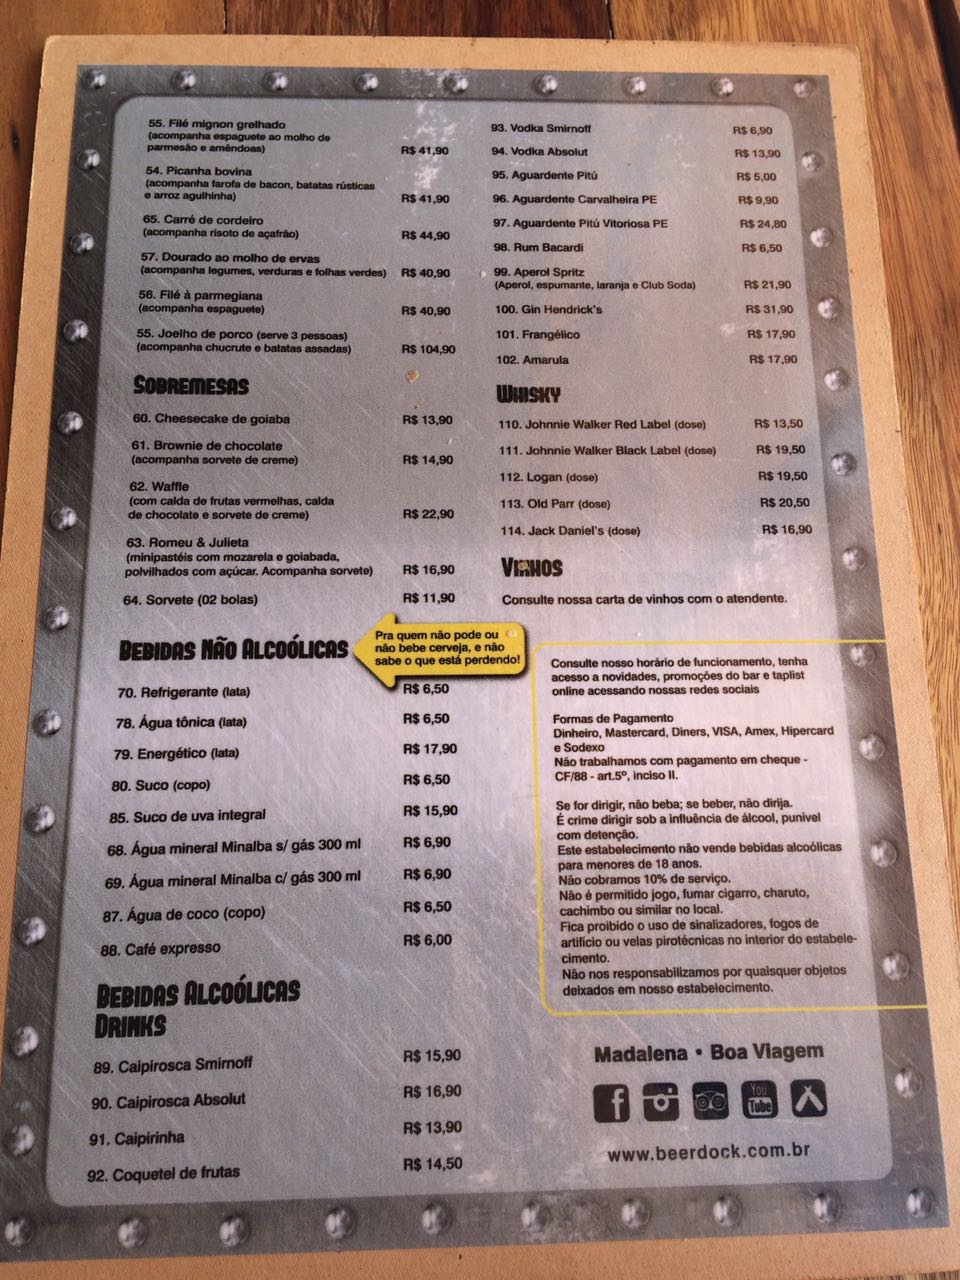 55. Filé mignon grelhado
(acompanha espaguete ao molho de
parmesão e amêndoas) R$ 41,90
54. Picanha bovina
(acompanha farofa de bacon, batatas rústicas
e arroz agulhinha) R$ 41,90
65. Carré de cordeiro
(acompanha risoto de açafrão) R$ 44,90
57. Dourado ao molho de ervas
(acompanha legumes, verduras e folhas verdes) R$ 40,90
56. Filé à parmegiana
(acompanha espaguete) R$ 40,90
55. Joelho de porco (serve 3 pessoas)
(acompanha chucrute e batatas assadas) R$ 104,90
SOBREMESAS
60. Cheesecake de goiaba R$ 13,90
61. Brownie de chocolate
(acompanha sorvete de creme) R$ 14,90
62. Waffle
(com calda de frutas vermelhas, calda
de chocolate e sorvete de creme) R$ 22,90
63. Romeu & Julieta
(minipastéis com mozarela e goiabada,
polvilhados com açúcar. Acompanha sorvete) R$ 16,90
64. Sorvete (02 bolas) R$ 11,90
BEBIDAS NÃO ALCOÓLICAS
Pra quem não pode ou
não bebe cerveja, e não
sabe o que está perdendo!
70. Refrigerante (lata) R$ 6,50
78. Água tônica (lata) R$ 6,50
79. Energético (lata) R$ 17,90
80. Suco (copo) R$ 6,50
85. Suco de uva integral R$ 15,90
68. Água mineral Minalba s/ gás 300 ml R$ 6,90
69. Água mineral Minalba c/ gás 300 ml R$ 6,90
87. Água de coco (copo) R$ 6,50
88. Café expresso R$ 6,00
BEBIDAS ALCOÓLICAS
DRINKS
89. Caipirosca Smirnoff R$ 15,90
90. Caipirosca Absolut R$ 16,90
91. Caipirinha R$ 13,90
92. Coquetel de frutas R$ 14,50
93. Vodka Smirnoff R$ 6,90
94. Vodka Absolut R$ 13,90
95. Aguardente Pitú R$ 5,00
96. Aguardente Carvalheira PE R$ 9,90
97. Aguardente Pitú Vitoriosa PE R$ 24,80
98. Rum Bacardi R$ 6,50
99. Aperol Spritz
(Aperol, espumante, laranja e Club Soda) R$ 21,90
100. Gin Hendrick's R$ 31,90
101. Frangélico R$ 17,90
102. Amarula R$ 17,90
WHISKY
110. Johnnie Walker Red Label (dose) R$ 13,50
111. Johnnie Walker Black Label (dose) R$ 19,50
112. Logan (dose) R$ 19,50
113. Old Parr (dose) R$ 20,50
114. Jack Daniel's (dose) R$ 16,90
VINHOS
Consulte nossa carta de vinhos com o atendente.
Consulte nosso horário de funcionamento, tenha
acesso a novidades, promoções do bar e taplist
online acessando nossas redes sociais
Formas de Pagamento
Dinheiro, Mastercard, Diners, VISA, Amex, Hipercard
e Sodexo
Não trabalhamos com pagamento em cheque -
CF/88 - art.5º, inciso II.
Se for dirigir, não beba; se beber, não dirija.
É crime dirigir sob a influência de álcool, punível
com detenção.
Este estabelecimento não vende bebidas alcoólicas
para menores de 18 anos.
Não cobramos 10% de serviço.
Não é permitido jogo, fumar cigarro, charuto,
cachimbo ou similar no local.
Fica proibido o uso de sinalizadores, fogos de
artifício ou velas pirotécnicas no interior do estabele-
cimento.
Não nos responsabilizamos por quaisquer objetos
deixados em nosso estabelecimento.
Madalena • Boa Viagem
You
Tube
www.beerdock.com.br